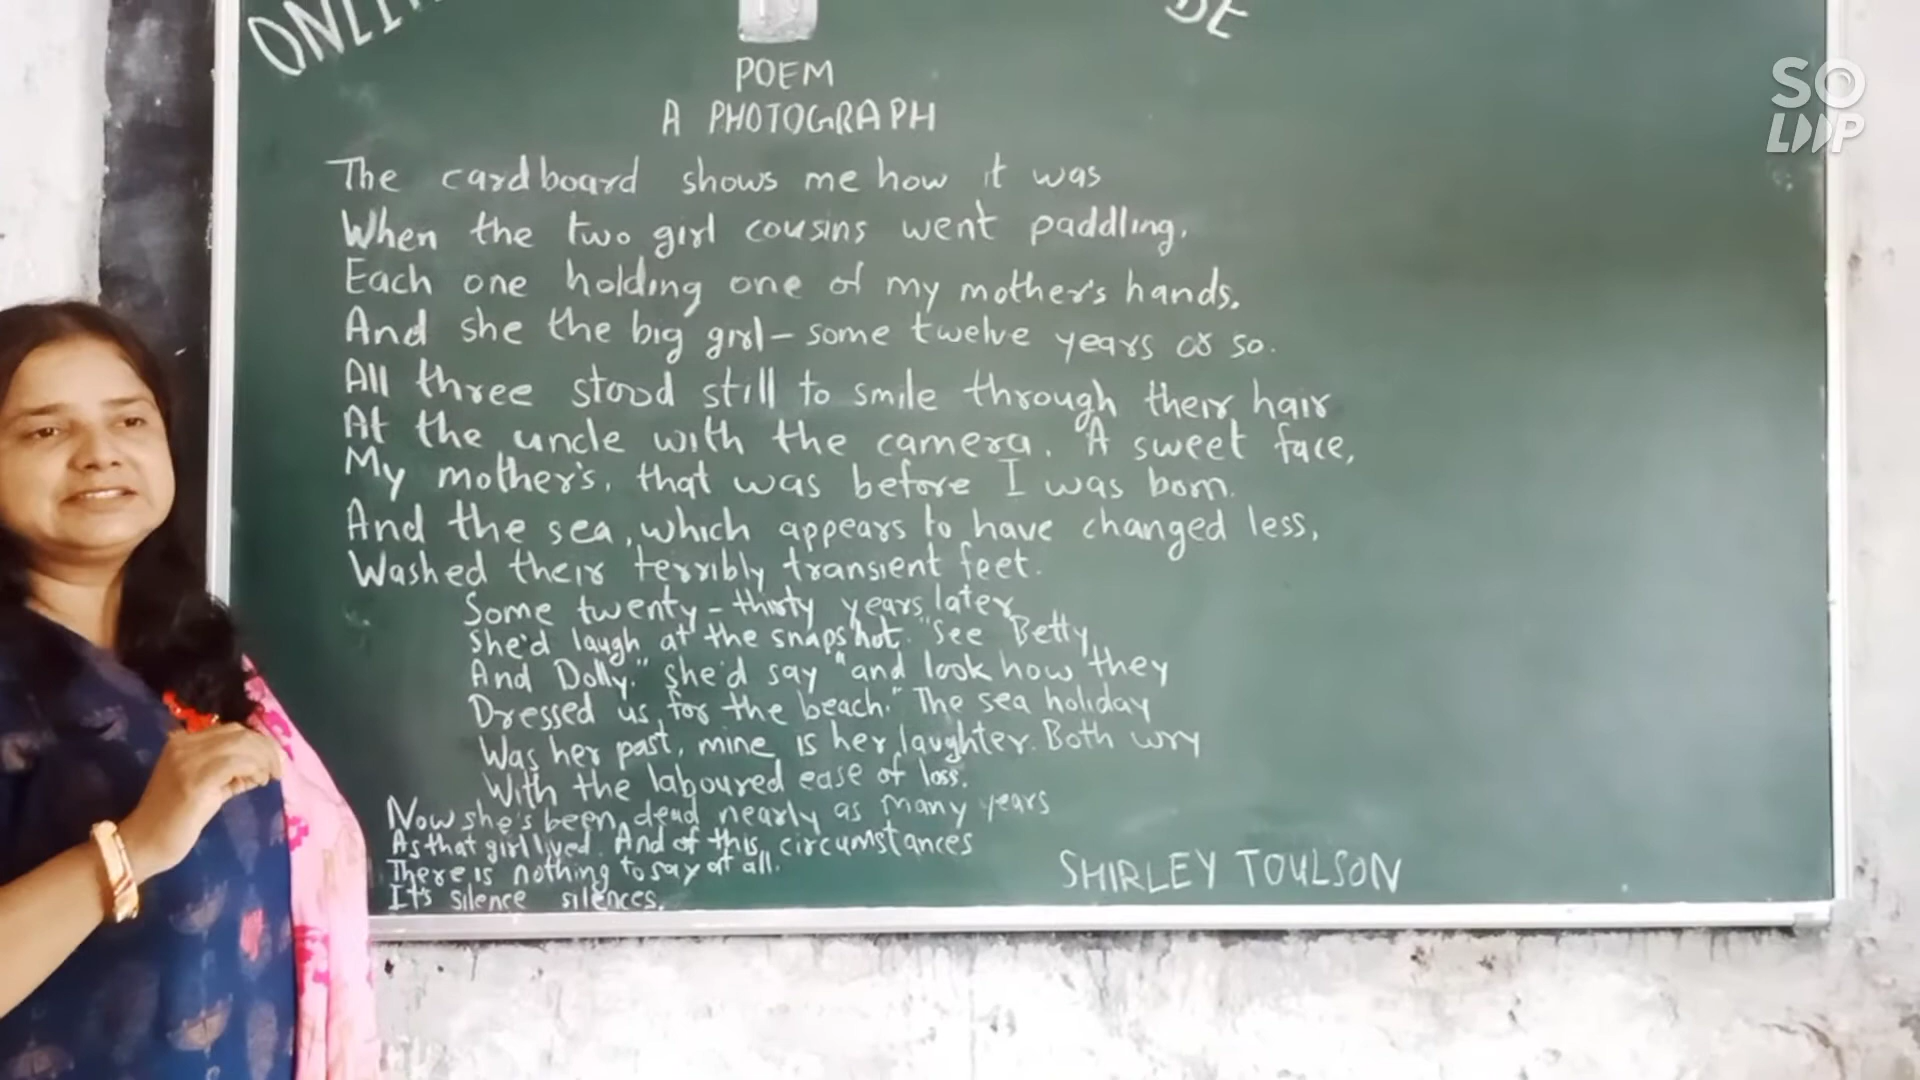 ONLI
DE
POEM
A PHOTOGRAPH
The cardboard shows me how it was
When the two girl cousins went paddling.
Each one holding one of my mother's hands,
And she the big girl - some twelve years or so.
All three stood still to smile through their hair
At the uncle with the camera. A sweet face,
My mother's, that was before I was born.
And the sea, which appears to have changed less,
Washed their terribly transient feet.
Some twenty-thirty years later
She'd laugh at the snapshot. "See Betty
And Dolly," she'd say "and look how they
Dressed us for the beach." The sea holiday
Was her past, mine is her laughter. Both wry
With the laboured ease of loss.
Now she's been dead nearly as many years
As that girl lived. And of this circumstances
There is nothing to say at all.
It's silence silences.
SHIRLEY TOULSON
SO
LOOP